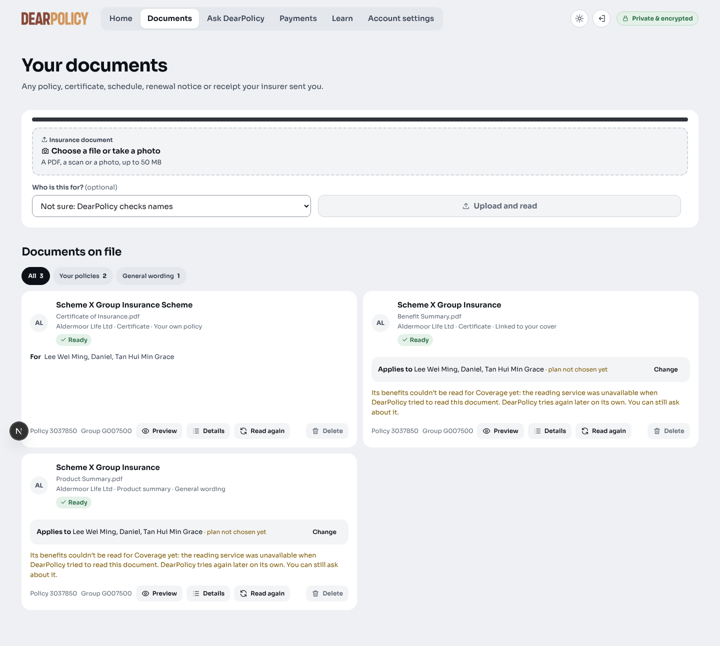 DEARPOLICY
Home
Documents
Ask DearPolicy
Payments
Learn
Account settings
Private & encrypted
Your documents
Any policy, certificate, schedule, renewal notice or receipt your insurer sent you.
Insurance document
Choose a file or take a photo
A PDF, a scan or a photo, up to 50 MB
Who is this for? (optional)
Not sure: DearPolicy checks names
Upload and read
Documents on file
All 3
Your policies 2
General wording 1
AL
Scheme X Group Insurance Scheme
Certificate of Insurance.pdf
Aldermoor Life Ltd · Certificate · Your own policy
Ready
For Lee Wei Ming, Daniel, Tan Hui Min Grace
N
Policy 3037850 Group G007500
Preview
Details
Read again
Delete
AL
Scheme X Group Insurance
Benefit Summary.pdf
Aldermoor Life Ltd · Certificate · Linked to your cover
Ready
Applies to Lee Wei Ming, Daniel, Tan Hui Min Grace · plan not chosen yet
Change
Its benefits couldn't be read for Coverage yet: the reading service was unavailable when
DearPolicy tried to read this document. DearPolicy tries again later on its own. You can still ask
about it.
Policy 3037850 Group G007500
Preview
Details
Read again
Delete
AL
Scheme X Group Insurance
Product Summary.pdf
Aldermoor Life Ltd · Product summary · General wording
Ready
Applies to Lee Wei Ming, Daniel, Tan Hui Min Grace · plan not chosen yet
Change
Its benefits couldn't be read for Coverage yet: the reading service was unavailable when
DearPolicy tried to read this document. DearPolicy tries again later on its own. You can still ask
about it.
Policy 3037850 Group G007500
Preview
Details
Read again
Delete